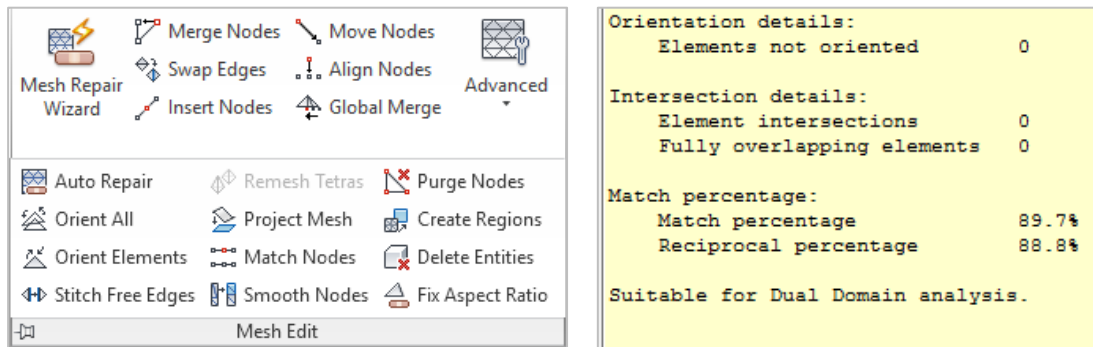 Merge Nodes Move Nodes
Swap Edges Align Nodes
Mesh Repair Wizard
Insert Nodes Global Merge
Advanced
Auto Repair Remesh Tetras Purge Nodes
Orient All Project Mesh Create Regions
Orient Elements Match Nodes Delete Entities
Stitch Free Edges Smooth Nodes Fix Aspect Ratio
Mesh Edit
Orientation details:
Elements not oriented 0
Intersection details:
Element intersections 0
Fully overlapping elements 0
Match percentage:
Match percentage 89.7%
Reciprocal percentage 88.8%
Suitable for Dual Domain analysis.